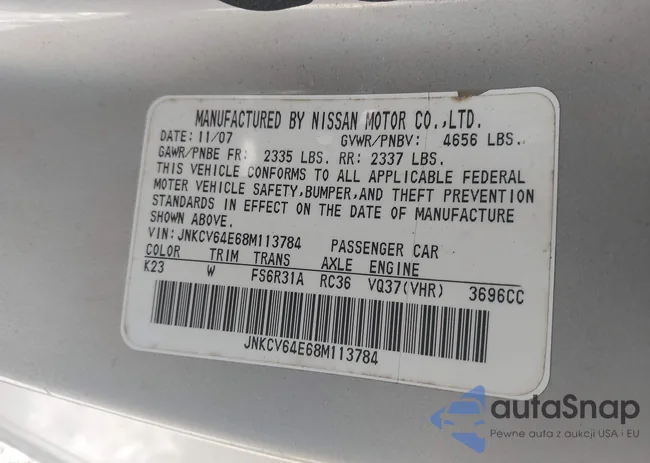 MANUFACTURED BY NISSAN MOTOR CO.,LTD.
DATE: 11/07 GVWR/PNBV: 4656 LBS.
GAWR/PNBE FR: 2335 LBS. RR: 2337 LBS.
THIS VEHICLE CONFORMS TO ALL APPLICABLE FEDERAL
MOTER VEHICLE SAFETY,BUMPER,AND THEFT PREVENTION
STANDARDS IN EFFECT ON THE DATE OF MANUFACTURE
SHOWN ABOVE.
VIN: JNKCV64E68M113784 PASSENGER CAR
COLOR TRIM TRANS AXLE ENGINE
K23 W FS6R31A RC36 VQ37(VHR) 3696CC
JNKCV64E68M113784
autaSnap
Pewne auta z aukcji USA i EU